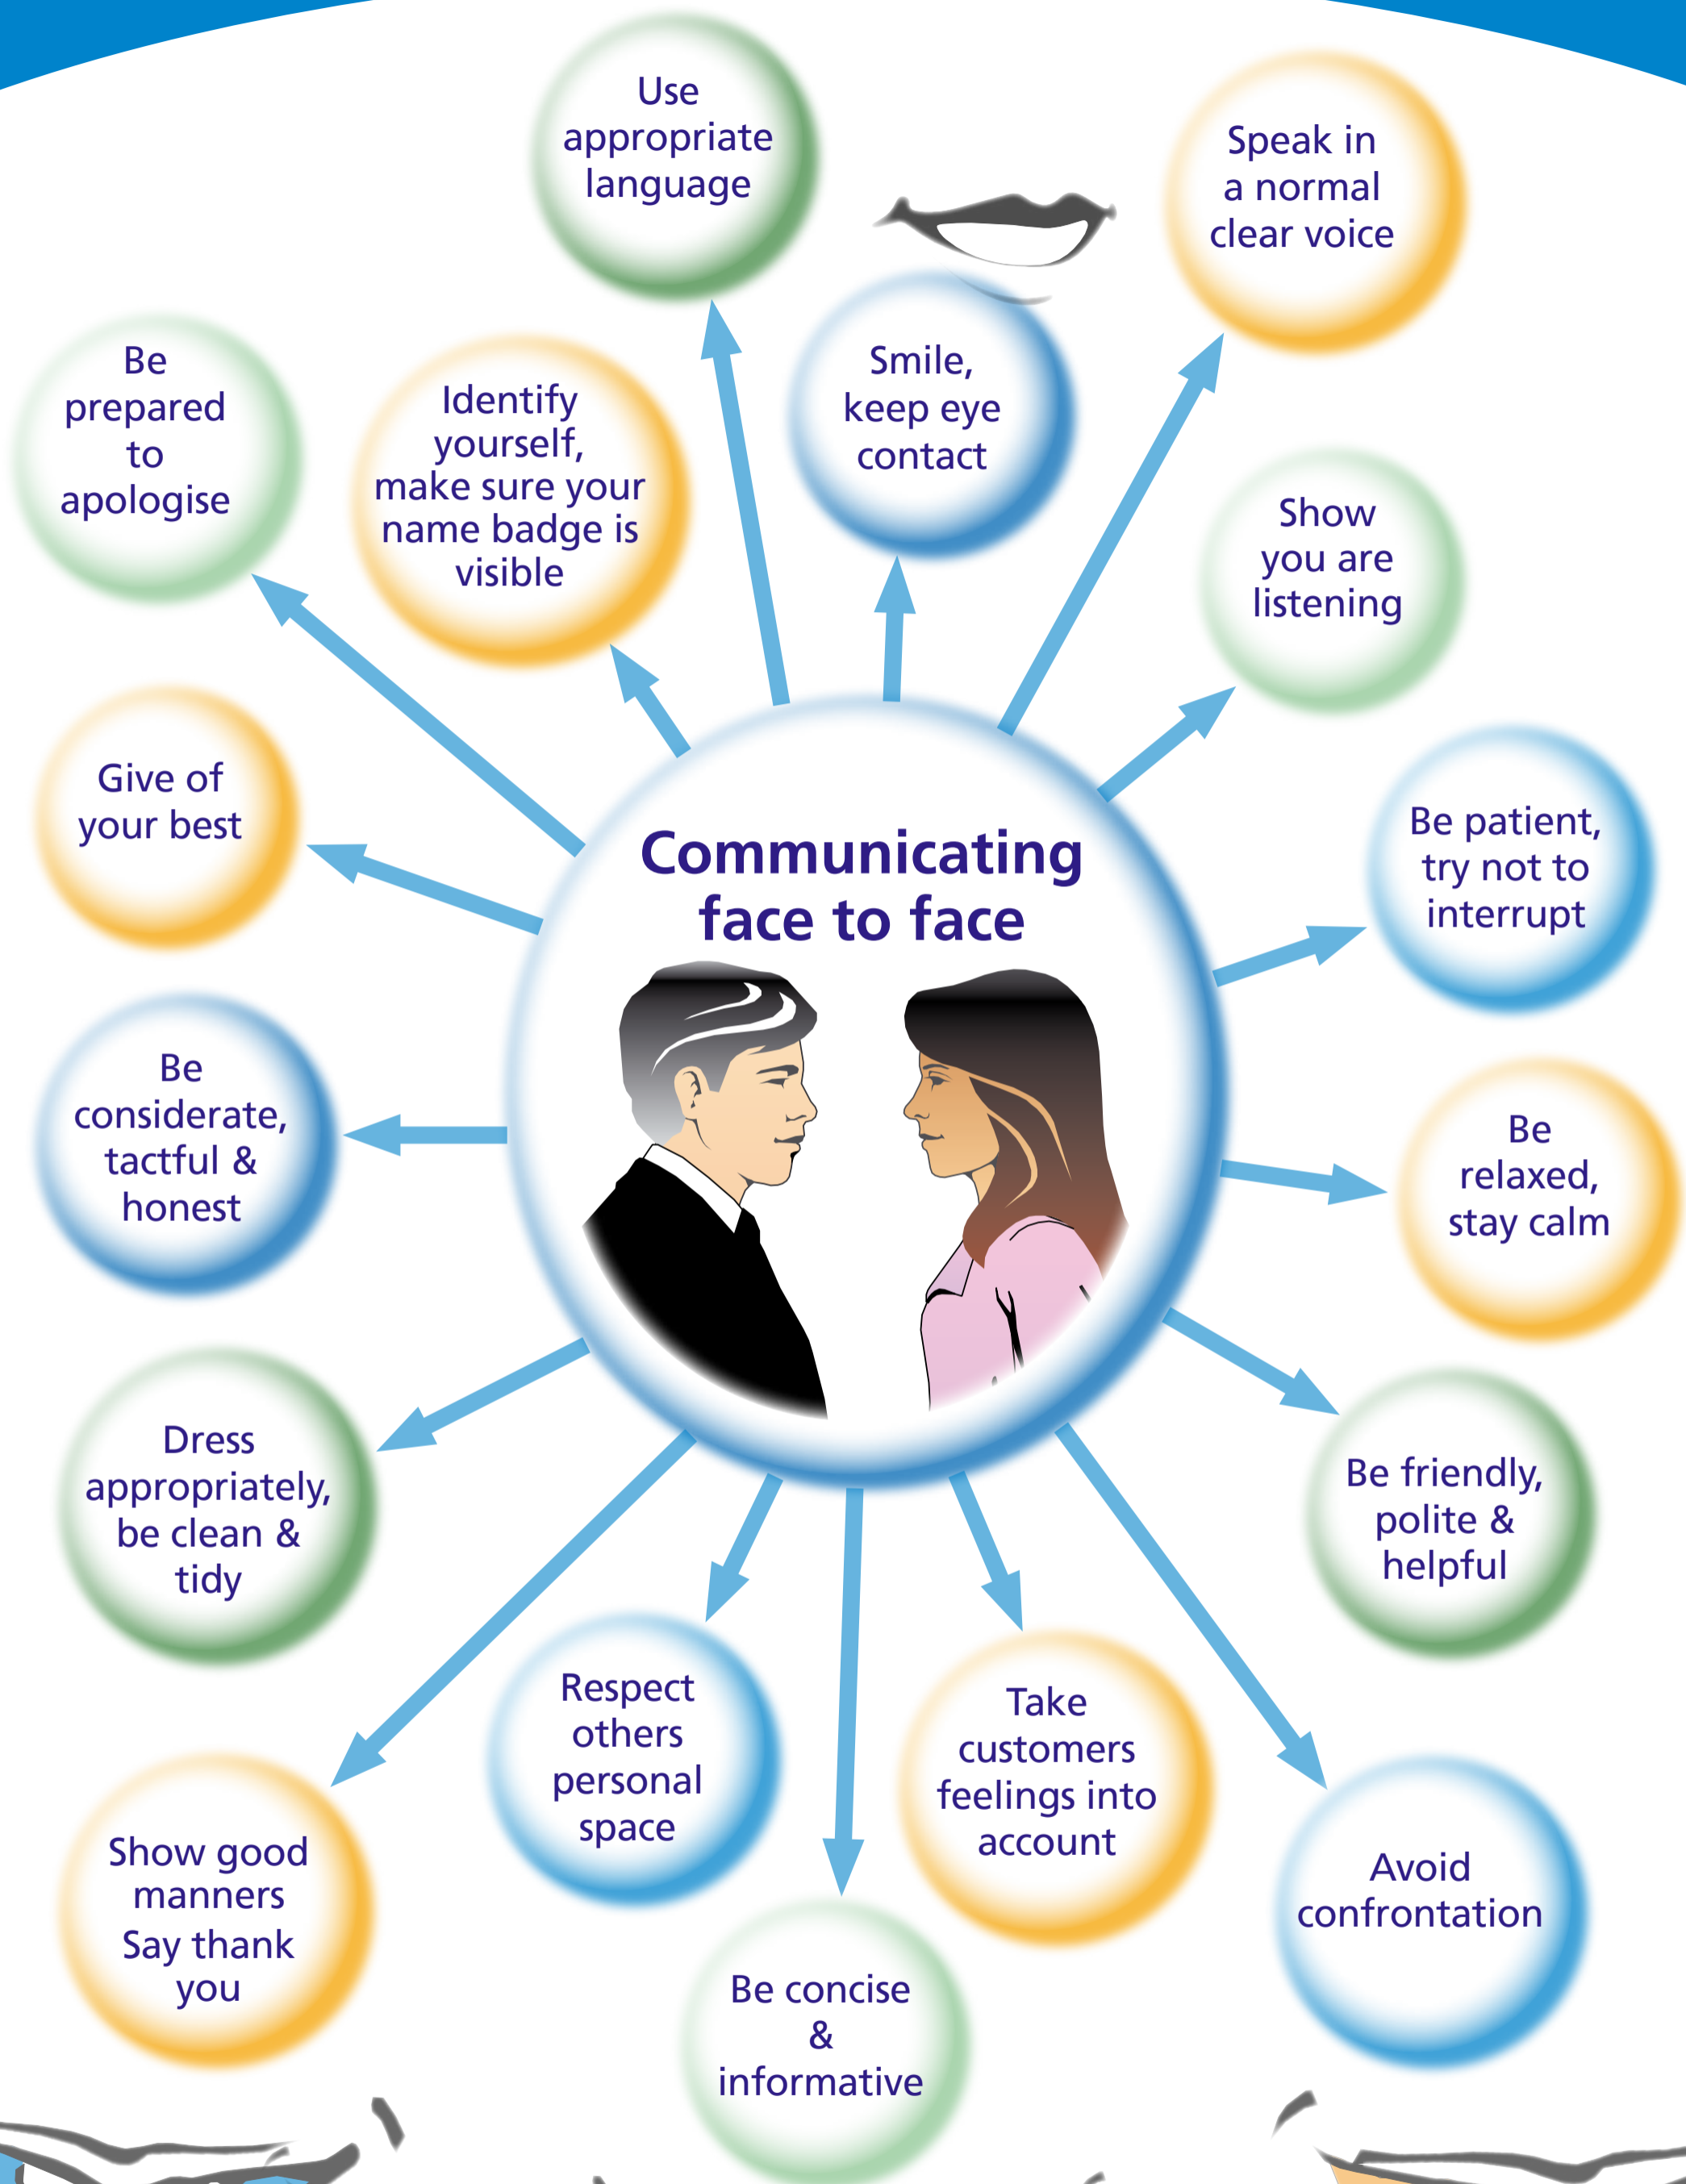 Use
appropriate
language
Speak in
a normal
clear voice
Be
prepared
to
apologise
Identify
yourself,
make sure your
name badge is
visible
Smile,
keep eye
contact
Show
you are
listening
Give of
your best
Communicating
face to face
Be patient,
try not to
interrupt
Be
considerate,
tactful &
honest
Be
relaxed,
stay calm
Dress
appropriately,
be clean &
tidy
Be friendly,
polite &
helpful
Respect
others
personal
space
Take
customers
feelings into
account
Show good
manners
Say thank
you
Avoid
confrontation
Be concise
&
informative